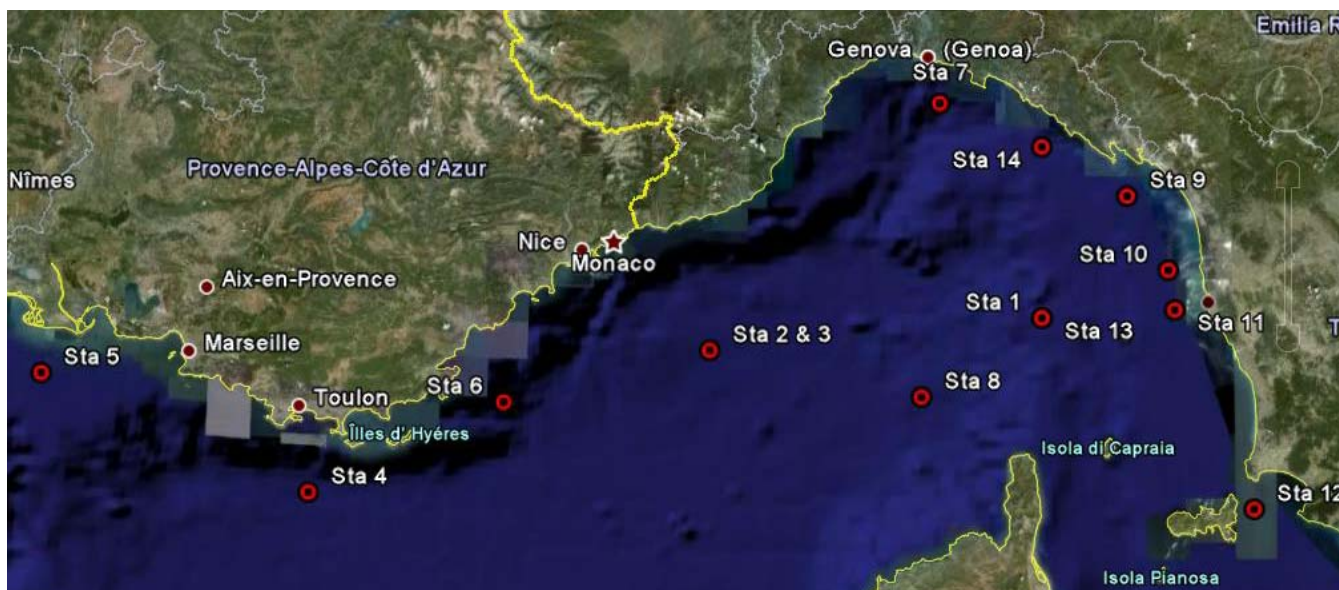 Emilia R
Genova (Genoa)
Sta 7
Sta 14
Provence-Alpes-Côte d'Azur
Nîmes
Sta 9
Nice
Monaco
Sta 10
Aix-en-Provence
Sta 1
Sta 13
Sta 11
T
Sta 2 & 3
Marseille
Sta 5
Sta 6
Sta 8
Toulon
Îlles d' Hyéres
Isola di Capraia
Sta 4
Sta 12
Isola Pianosa